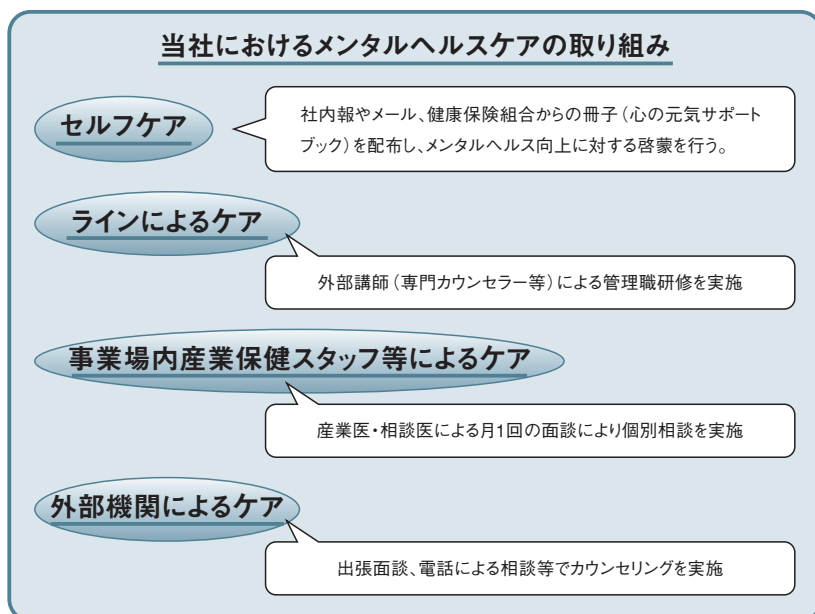 当社におけるメンタルヘルスケアの取り組み
セルフケア
社内報やメール、健康保険組合からの冊子(心の元気サポート
ブック)を配布し、メンタルヘルス向上に対する啓蒙を行う。
ラインによるケア
外部講師(専門カウンセラー等)による管理職研修を実施
事業場内産業保健スタッフ等によるケア
産業医・相談医による月1回の面談により個別相談を実施
外部機関によるケア
出張面談、電話による相談等でカウンセリングを実施